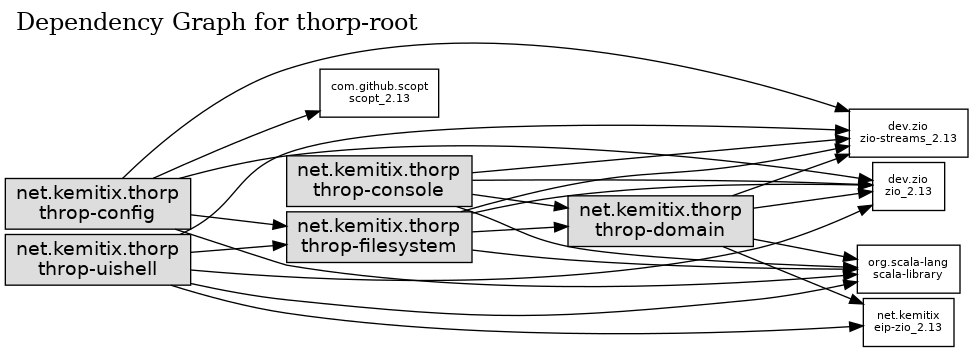 Dependency Graph for thorp-root
com.github.scopt
scopt_2.13
dev.zio
zio-streams_2.13
net.kemitix.thorp
throp-console
dev.zio
zio_2.13
net.kemitix.thorp
throp-config
net.kemitix.thorp
throp-domain
net.kemitix.thorp
throp-filesystem
net.kemitix.thorp
throp-uishell
org.scala-lang
scala-library
net.kemitix
eip-zio_2.13